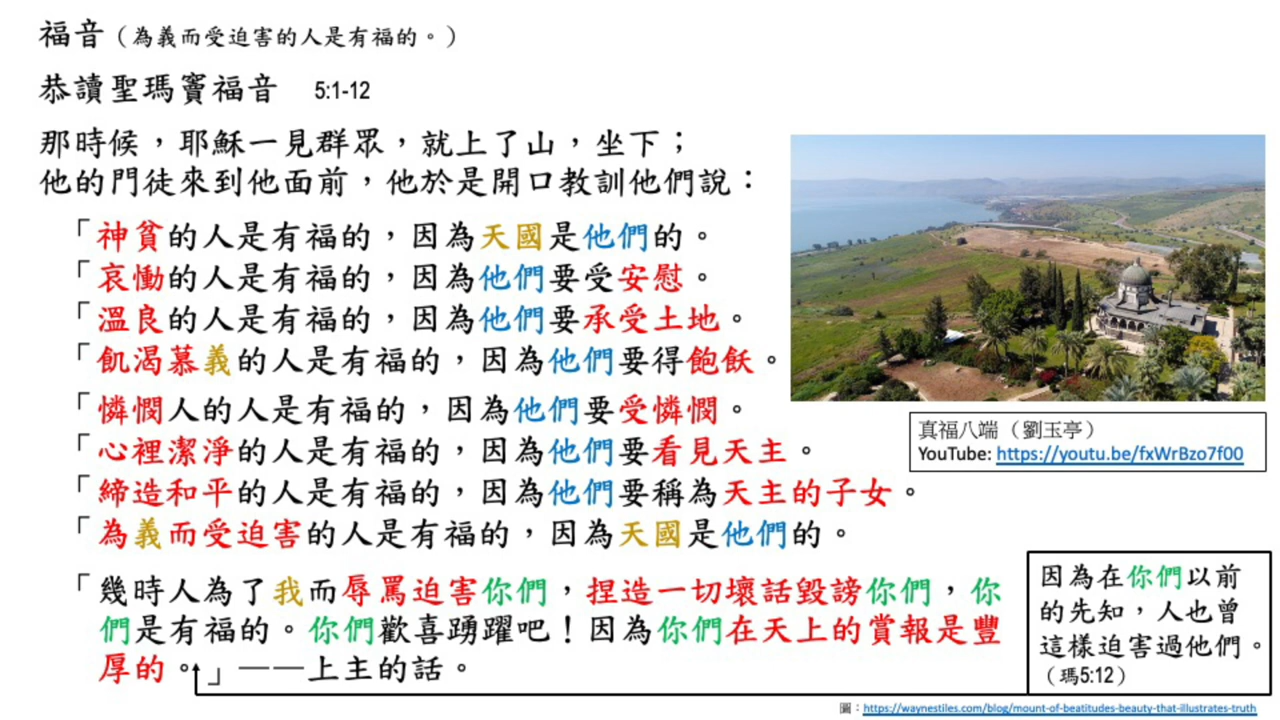 福音（為義而受迫害的人是有福的。）
恭讀聖瑪竇福音 5:1-12
那時候，耶穌一見群眾，就上了山，坐下；
他的門徒來到他面前，他於是開口教訓他們說：
「神貧的人是有福的，因為天國是他們的。
「哀慟的人是有福的，因為他們要受安慰。
「溫良的人是有福的，因為他們要承受土地。
「飢渴慕義的人是有福的，因為他們要得飽飫。
「憐憫人的人是有福的，因為他們要受憐憫。
「心裡潔淨的人是有福的，因為他們要看見天主。
「締造和平的人是有福的，因為他們要稱為天主的子女。
「為義而受迫害的人是有福的，因為天國是他們的。
「幾時人為了我而辱罵迫害你們，捏造一切壞話毀謗你們，你
們是有福的。你們歡喜踴躍吧！因為你們在天上的賞報是豐
厚的。」——上主的話。
真福八端（劉玉亭）
YouTube: https://youtu.be/fxWrBzo7f00
因為在你們以前
的先知，人也曾
這樣迫害過他們。
（瑪5:12）
圖：https://waynestiles.com/blog/mount-of-beatitudes-beauty-that-illustrates-truth